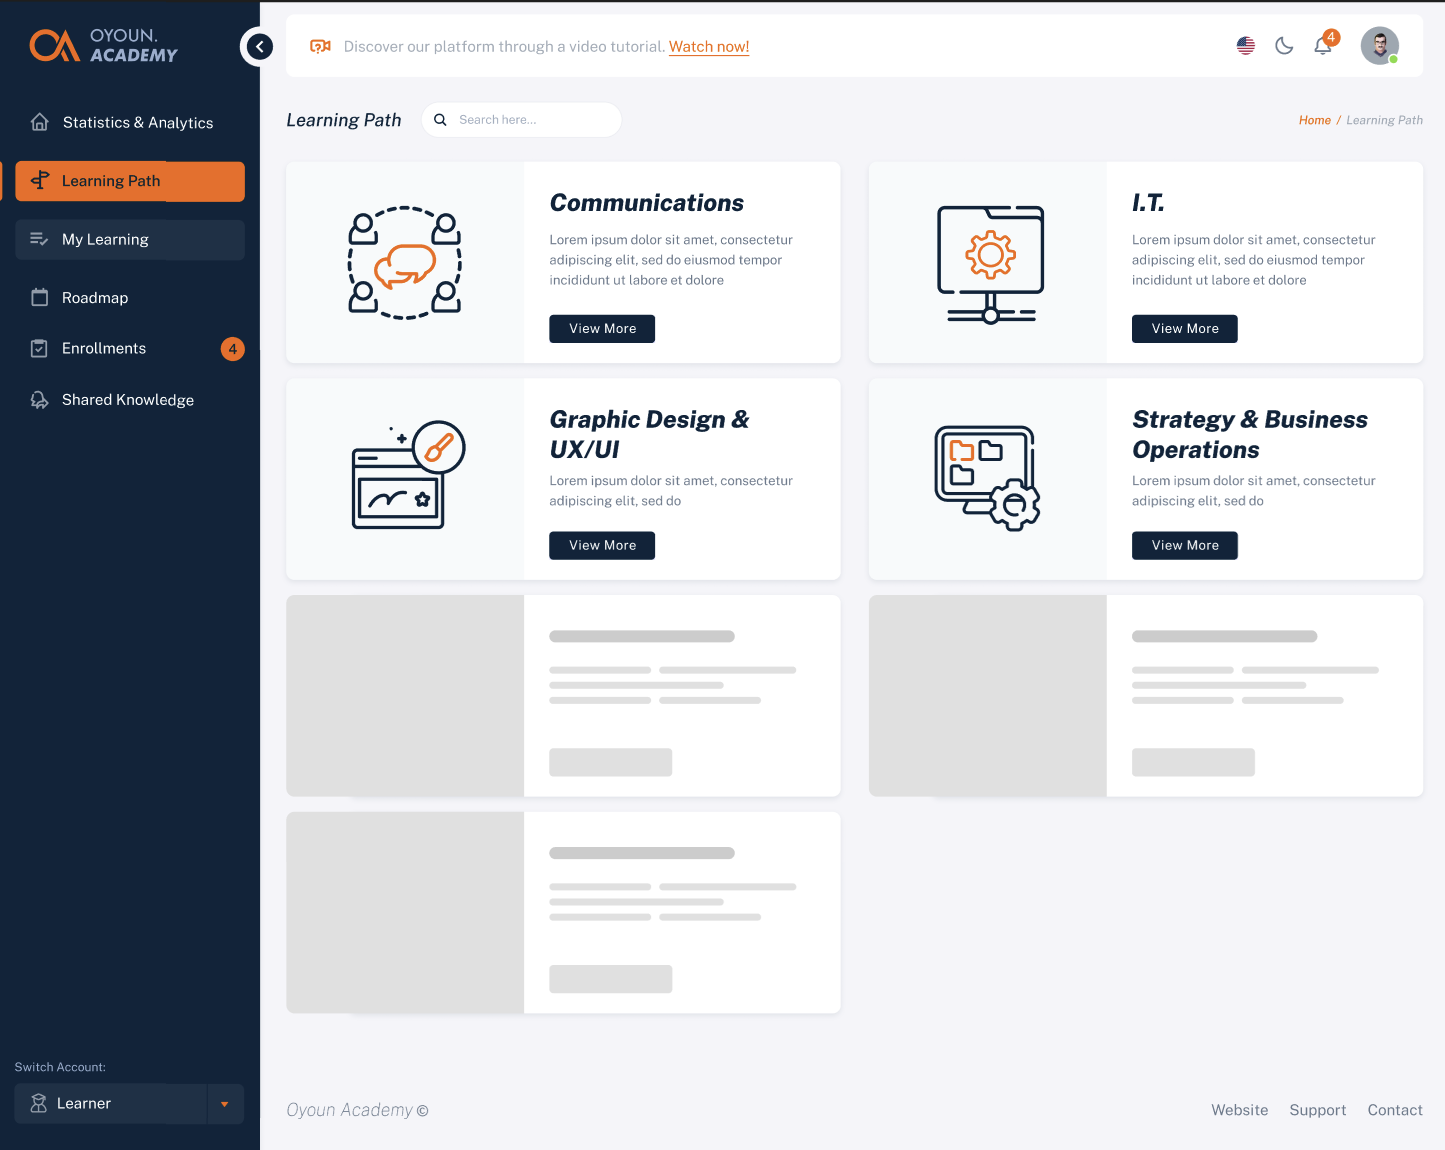 OYOUN.
ACADEMY
Discover our platform through a video tutorial. Watch now!
4
Statistics & Analytics
Learning Path
My Learning
Roadmap
Enrollments 4
Shared Knowledge
Switch Account:
Learner
Learning Path
Search here...
Home / Learning Path
Communications
Lorem ipsum dolor sit amet, consectetur
adipiscing elit, sed do eiusmod tempor
incididunt ut labore et dolore
View More
I.T.
Lorem ipsum dolor sit amet, consectetur
adipiscing elit, sed do eiusmod tempor
incididunt ut labore et dolore
View More
Graphic Design &
UX/UI
Lorem ipsum dolor sit amet, consectetur
adipiscing elit, sed do
View More
Strategy & Business
Operations
Lorem ipsum dolor sit amet, consectetur
adipiscing elit, sed do
View More
Oyoun Academy ©
Website Support Contact